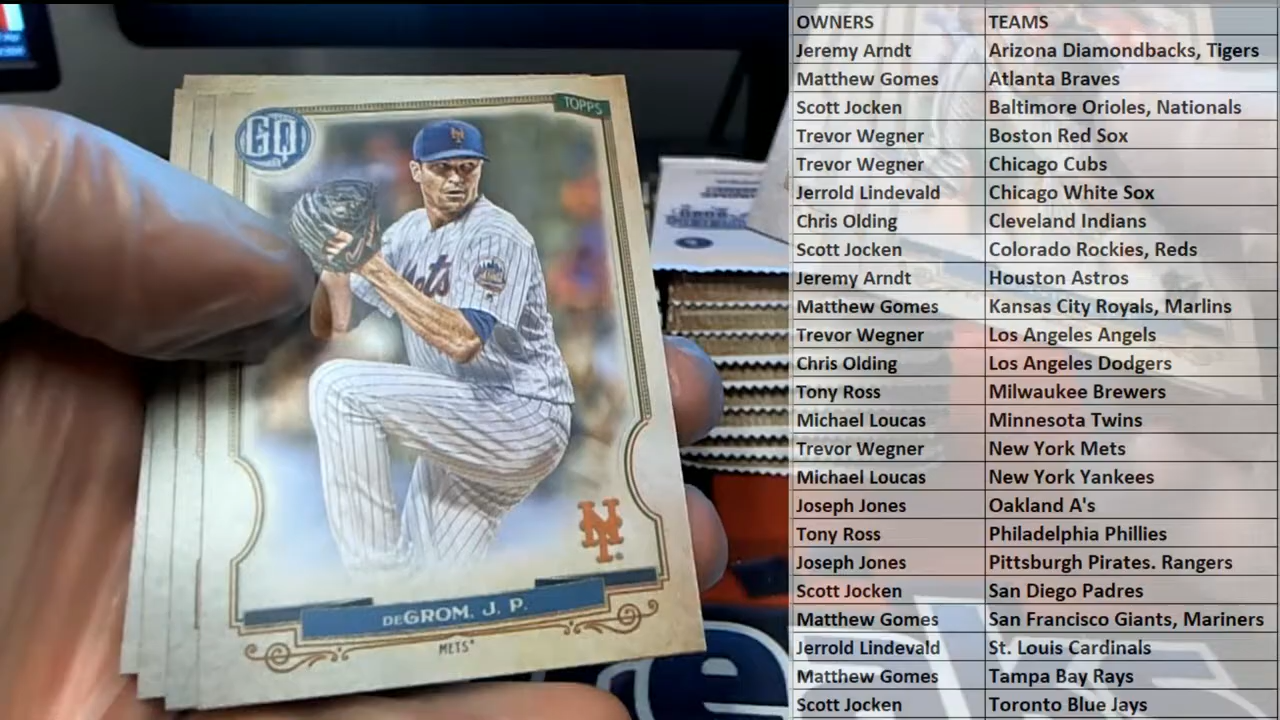 GQ
TOPPS
Mets
NY
DEGROM, J. P.
METS
OWNERS TEAMS
Jeremy Arndt Arizona Diamondbacks, Tigers
Matthew Gomes Atlanta Braves
Scott Jocken Baltimore Orioles, Nationals
Trevor Wegner Boston Red Sox
Trevor Wegner Chicago Cubs
Jerrold Lindevald Chicago White Sox
Chris Olding Cleveland Indians
Scott Jocken Colorado Rockies, Reds
Jeremy Arndt Houston Astros
Matthew Gomes Kansas City Royals, Marlins
Trevor Wegner Los Angeles Angels
Chris Olding Los Angeles Dodgers
Tony Ross Milwaukee Brewers
Michael Loucas Minnesota Twins
Trevor Wegner New York Mets
Michael Loucas New York Yankees
Joseph Jones Oakland A's
Tony Ross Philadelphia Phillies
Joseph Jones Pittsburgh Pirates. Rangers
Scott Jocken San Diego Padres
Matthew Gomes San Francisco Giants, Mariners
Jerrold Lindevald St. Louis Cardinals
Matthew Gomes Tampa Bay Rays
Scott Jocken Toronto Blue Jays